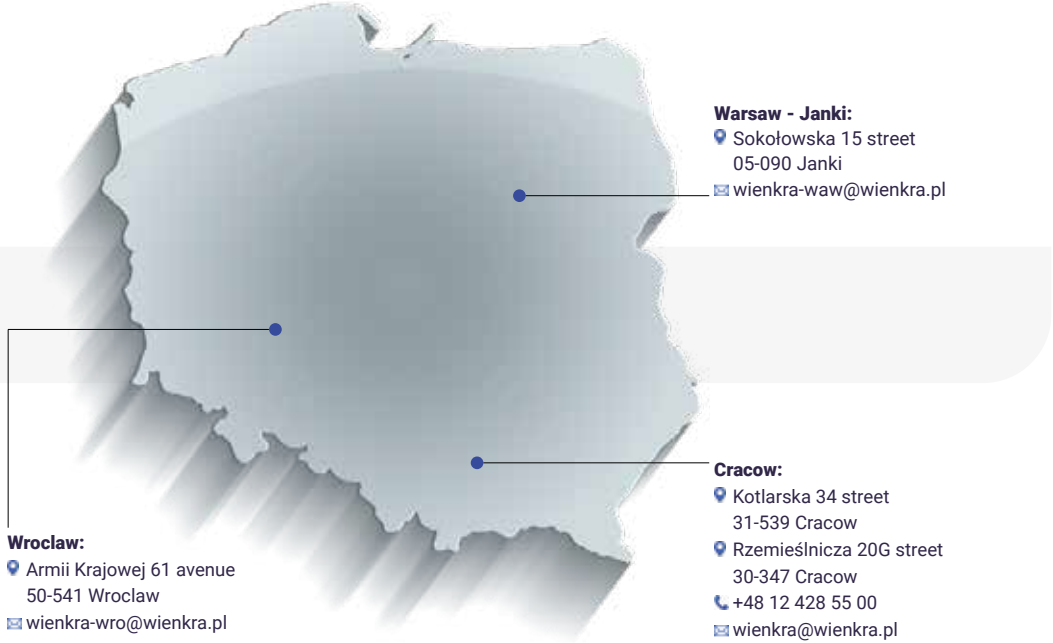 Warsaw - Janki:
Sokołowska 15 street
05-090 Janki
wienkra-waw@wienkra.pl
Cracow:
Kotlarska 34 street
31-539 Cracow
Rzemieślnicza 20G street
30-347 Cracow
+48 12 428 55 00
wienkra@wienkra.pl
Wroclaw:
Armii Krajowej 61 avenue
50-541 Wroclaw
wienkra-wro@wienkra.pl